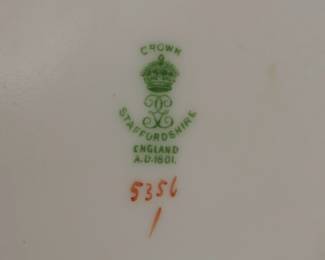 CROWN
STAFFORDSHIRE
ENGLAND
A.D.1801.
5356
1